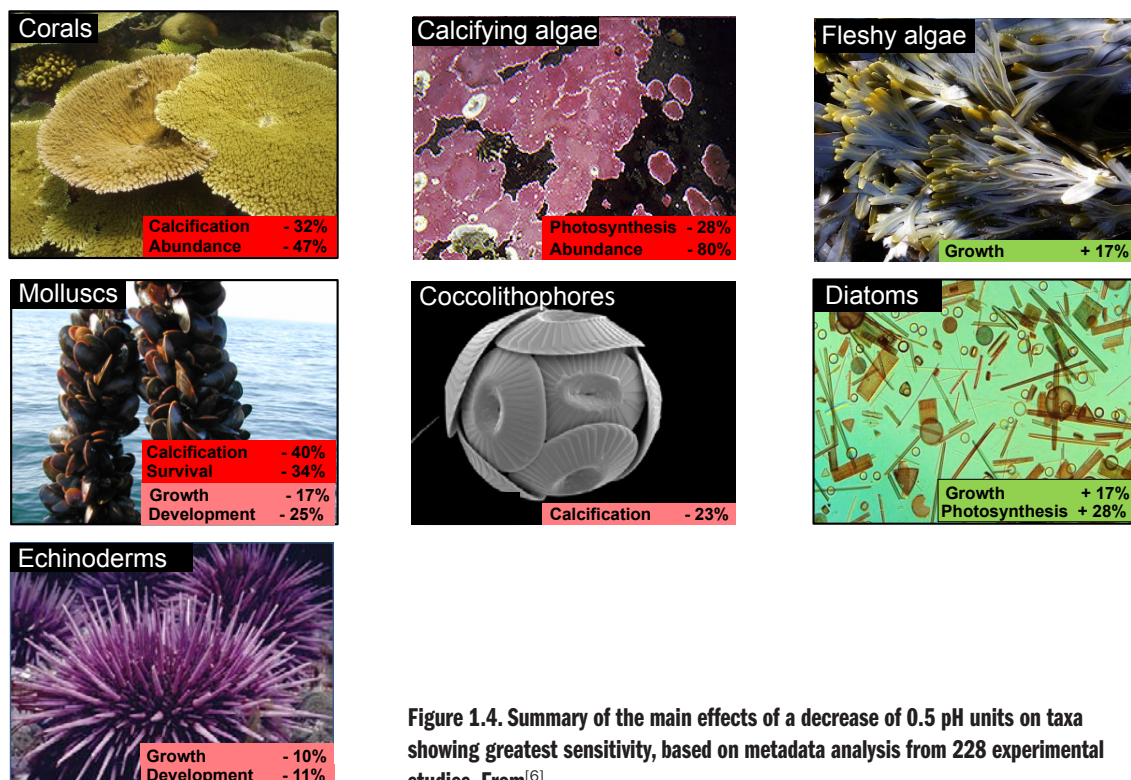 Corals
Calcification - 32%
Abundance - 47%
Calcifying algae
Photosynthesis - 28%
Abundance - 80%
Fleshy algae
Growth + 17%
Molluscs
Calcification - 40%
Survival - 34%
Growth - 17%
Development - 25%
Coccolithophores
Calcification - 23%
Diatoms
Growth + 17%
Photosynthesis + 28%
Echinoderms
Growth - 10%
Development - 11%
Figure 1.4. Summary of the main effects of a decrease of 0.5 pH units on taxa
showing greatest sensitivity, based on metadata analysis from 228 experimental
studies. From[6]